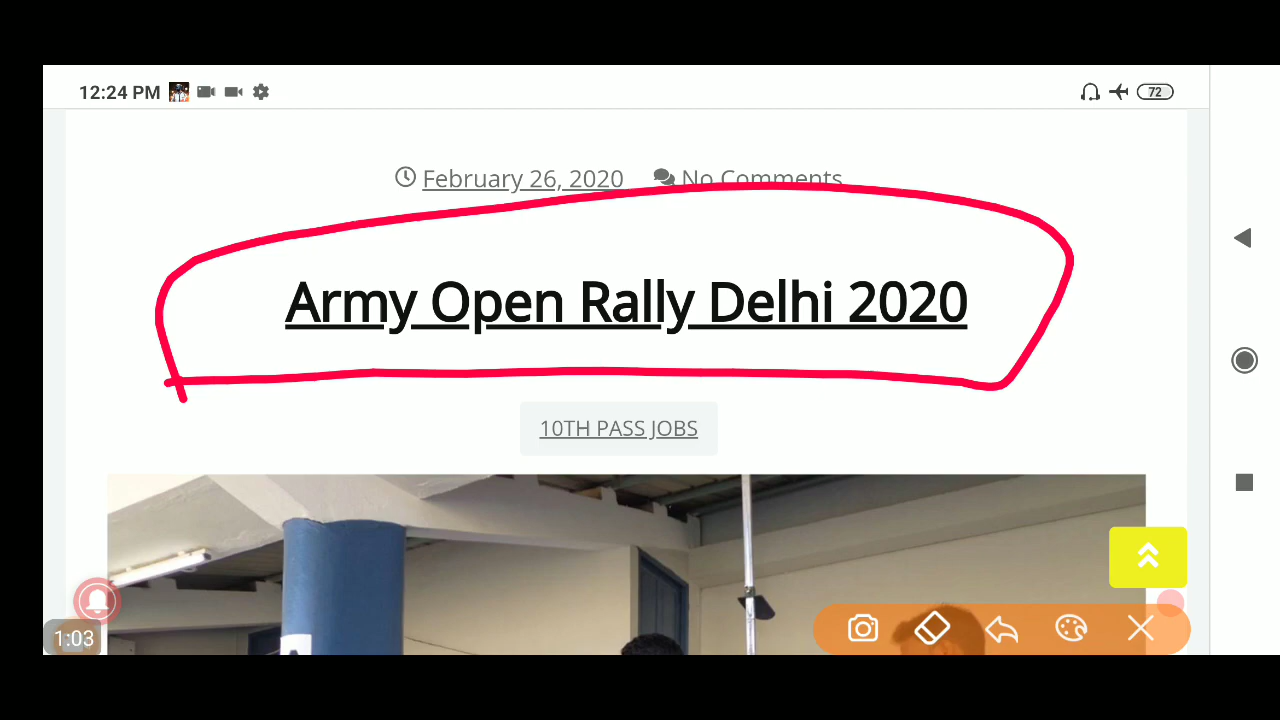 12:24 PM 72
February 26, 2020 No Comments
Army Open Rally Delhi 2020
10TH PASS JOBS
1:03